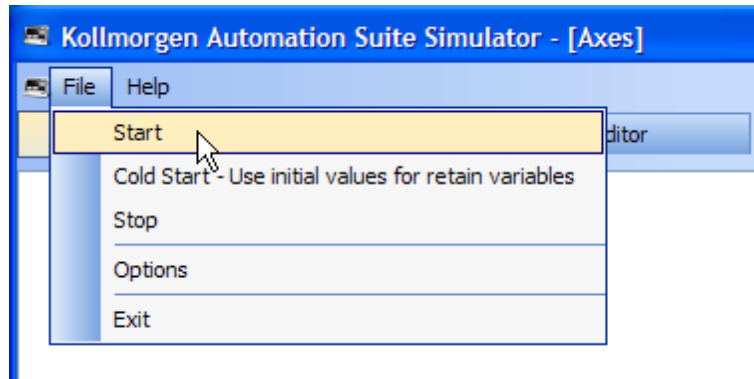 Kollmorgen Automation Suite Simulator - [Axes]
File Help
Start
ditor
Cold Start - Use initial values for retain variables
Stop
Options
Exit